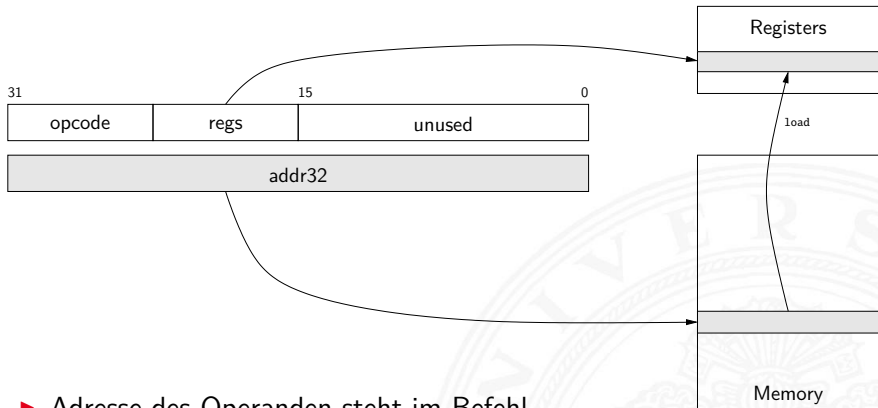 Registers
31 15 0
opcode regs unused
load
addr32
Memory
Adresse des Operanden steht im Befehl